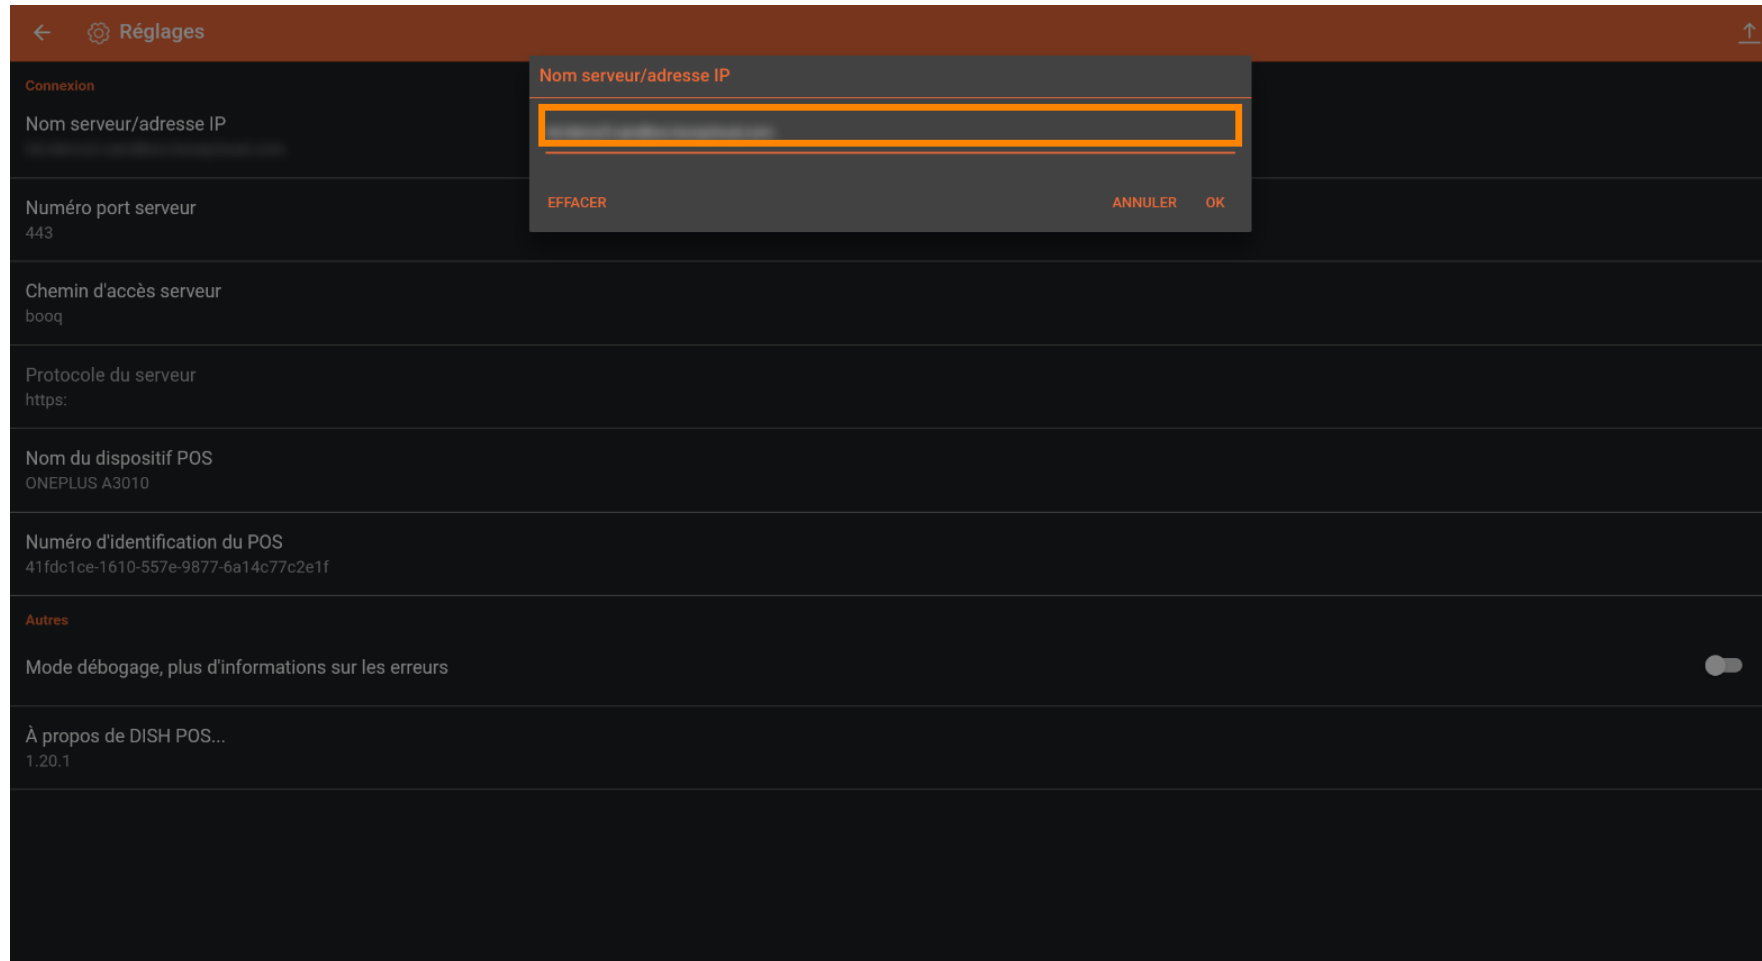 Réglages
Connexion
Nom serveur/adresse IP
Numéro port serveur
443
Chemin d'accès serveur
booq
Protocole du serveur
https:
Nom du dispositif POS
ONEPLUS A3010
Numéro d'identification du POS
41fdc1ce-1610-557e-9877-6a14c77c2e1f
Autres
Mode débogage, plus d'informations sur les erreurs
À propos de DISH POS...
1.20.1
Nom serveur/adresse IP
EFFACER
ANNULER
OK